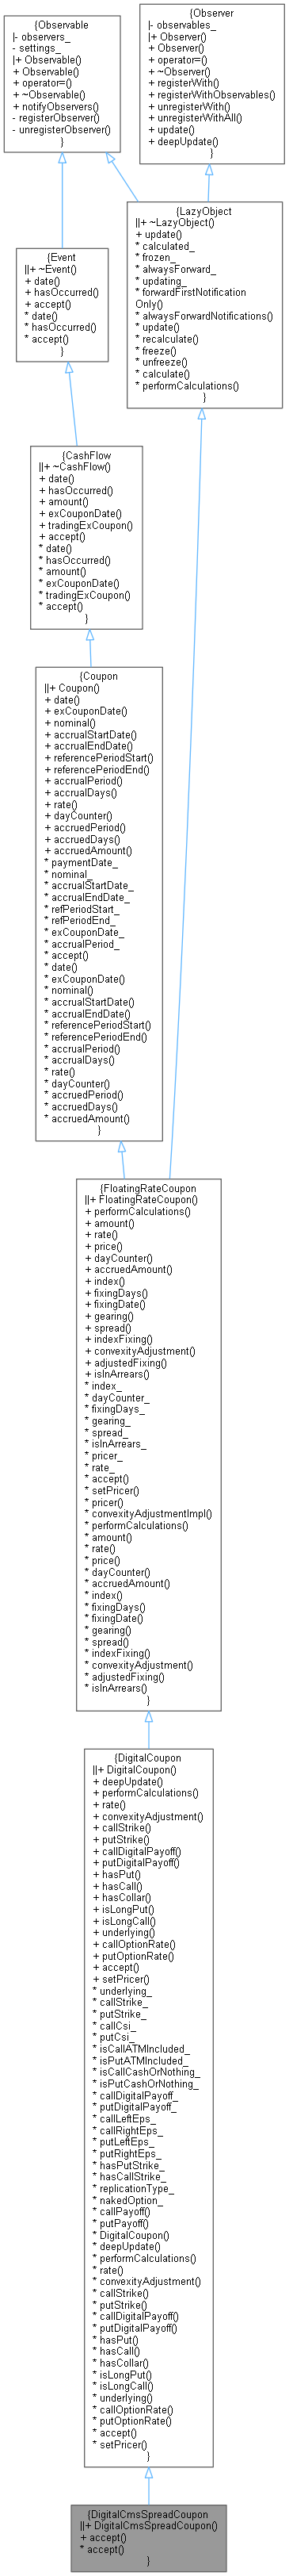 {Observable
|- observers_
- settings_
|+ Observable()
+ Observable()
+ operator=()
+ ~Observable()
+ notifyObservers()
- registerObserver()
- unregisterObserver()
}
{Observer
|- observables_
|+ Observer()
+ Observer()
+ operator=()
+ ~Observer()
+ registerWith()
+ registerWithObservables()
+ unregisterWith()
+ unregisterWithAll()
+ update()
+ deepUpdate()
}
{LazyObject
||+ ~LazyObject()
+ update()
* calculated_
* frozen_
* alwaysForward_
* updating_
* forwardFirstNotification
Only()
* alwaysForwardNotifications()
* update()
* recalculate()
* freeze()
* unfreeze()
* calculate()
* performCalculations()
}
{Event
||+ ~Event()
+ date()
+ hasOccurred()
+ accept()
* date()
* hasOccurred()
* accept()
}
{CashFlow
||+ ~CashFlow()
+ date()
+ hasOccurred()
+ amount()
+ exCouponDate()
+ tradingExCoupon()
+ accept()
* date()
* hasOccurred()
* amount()
* exCouponDate()
* tradingExCoupon()
* accept()
}
{Coupon
||+ Coupon()
+ date()
+ exCouponDate()
+ nominal()
+ accrualStartDate()
+ accrualEndDate()
+ referencePeriodStart()
+ referencePeriodEnd()
+ accrualPeriod()
+ accrualDays()
+ rate()
+ dayCounter()
+ accruedPeriod()
+ accruedDays()
+ accruedAmount()
* paymentDate_
* nominal_
* accrualStartDate_
* accrualEndDate_
* refPeriodStart_
* refPeriodEnd_
* exCouponDate_
* accrualPeriod_
* accept()
* date()
* exCouponDate()
* nominal()
* accrualStartDate()
* accrualEndDate()
* referencePeriodStart()
* referencePeriodEnd()
* accrualPeriod()
* accrualDays()
* rate()
* dayCounter()
* accruedPeriod()
* accruedDays()
* accruedAmount()
}
{FloatingRateCoupon
||+ FloatingRateCoupon()
+ performCalculations()
+ amount()
+ rate()
+ price()
+ dayCounter()
+ accruedAmount()
+ index()
+ fixingDays()
+ fixingDate()
+ gearing()
+ spread()
+ indexFixing()
+ convexityAdjustment()
+ adjustedFixing()
+ isInArrears()
* index_
* dayCounter_
* fixingDays_
* gearing_
* spread_
* isInArrears_
* pricer_
* rate_
* accept()
* setPricer()
* pricer()
* convexityAdjustmentImpl()
* performCalculations()
* amount()
* rate()
* price()
* dayCounter()
* accruedAmount()
* index()
* fixingDays()
* fixingDate()
* gearing()
* spread()
* indexFixing()
* convexityAdjustment()
* adjustedFixing()
* isInArrears()
}
{DigitalCoupon
||+ DigitalCoupon()
+ deepUpdate()
+ performCalculations()
+ rate()
+ convexityAdjustment()
+ callStrike()
+ putStrike()
+ callDigitalPayoff()
+ putDigitalPayoff()
+ hasPut()
+ hasCall()
+ hasCollar()
+ isLongPut()
+ isLongCall()
+ underlying()
+ callOptionRate()
+ putOptionRate()
+ accept()
+ setPricer()
* underlying_
* callStrike_
* putStrike_
* callCsi_
* putCsi_
* isCallATMIncluded_
* isPutATMIncluded_
* isCallCashOrNothing_
* isPutCashOrNothing_
* callDigitalPayoff_
* putDigitalPayoff_
* callLeftEps_
* callRightEps_
* putLeftEps_
* putRightEps_
* hasPutStrike_
* hasCallStrike_
* replicationType_
* nakedOption_
* callPayoff()
* putPayoff()
* DigitalCoupon()
* deepUpdate()
* performCalculations()
* rate()
* convexityAdjustment()
* callStrike()
* putStrike()
* callDigitalPayoff()
* putDigitalPayoff()
* hasPut()
* hasCall()
* hasCollar()
* isLongPut()
* isLongCall()
* underlying()
* callOptionRate()
* putOptionRate()
* accept()
* setPricer()
}
{DigitalCmsSpreadCoupon
||+ DigitalCmsSpreadCoupon()
+ accept()
* accept()
}